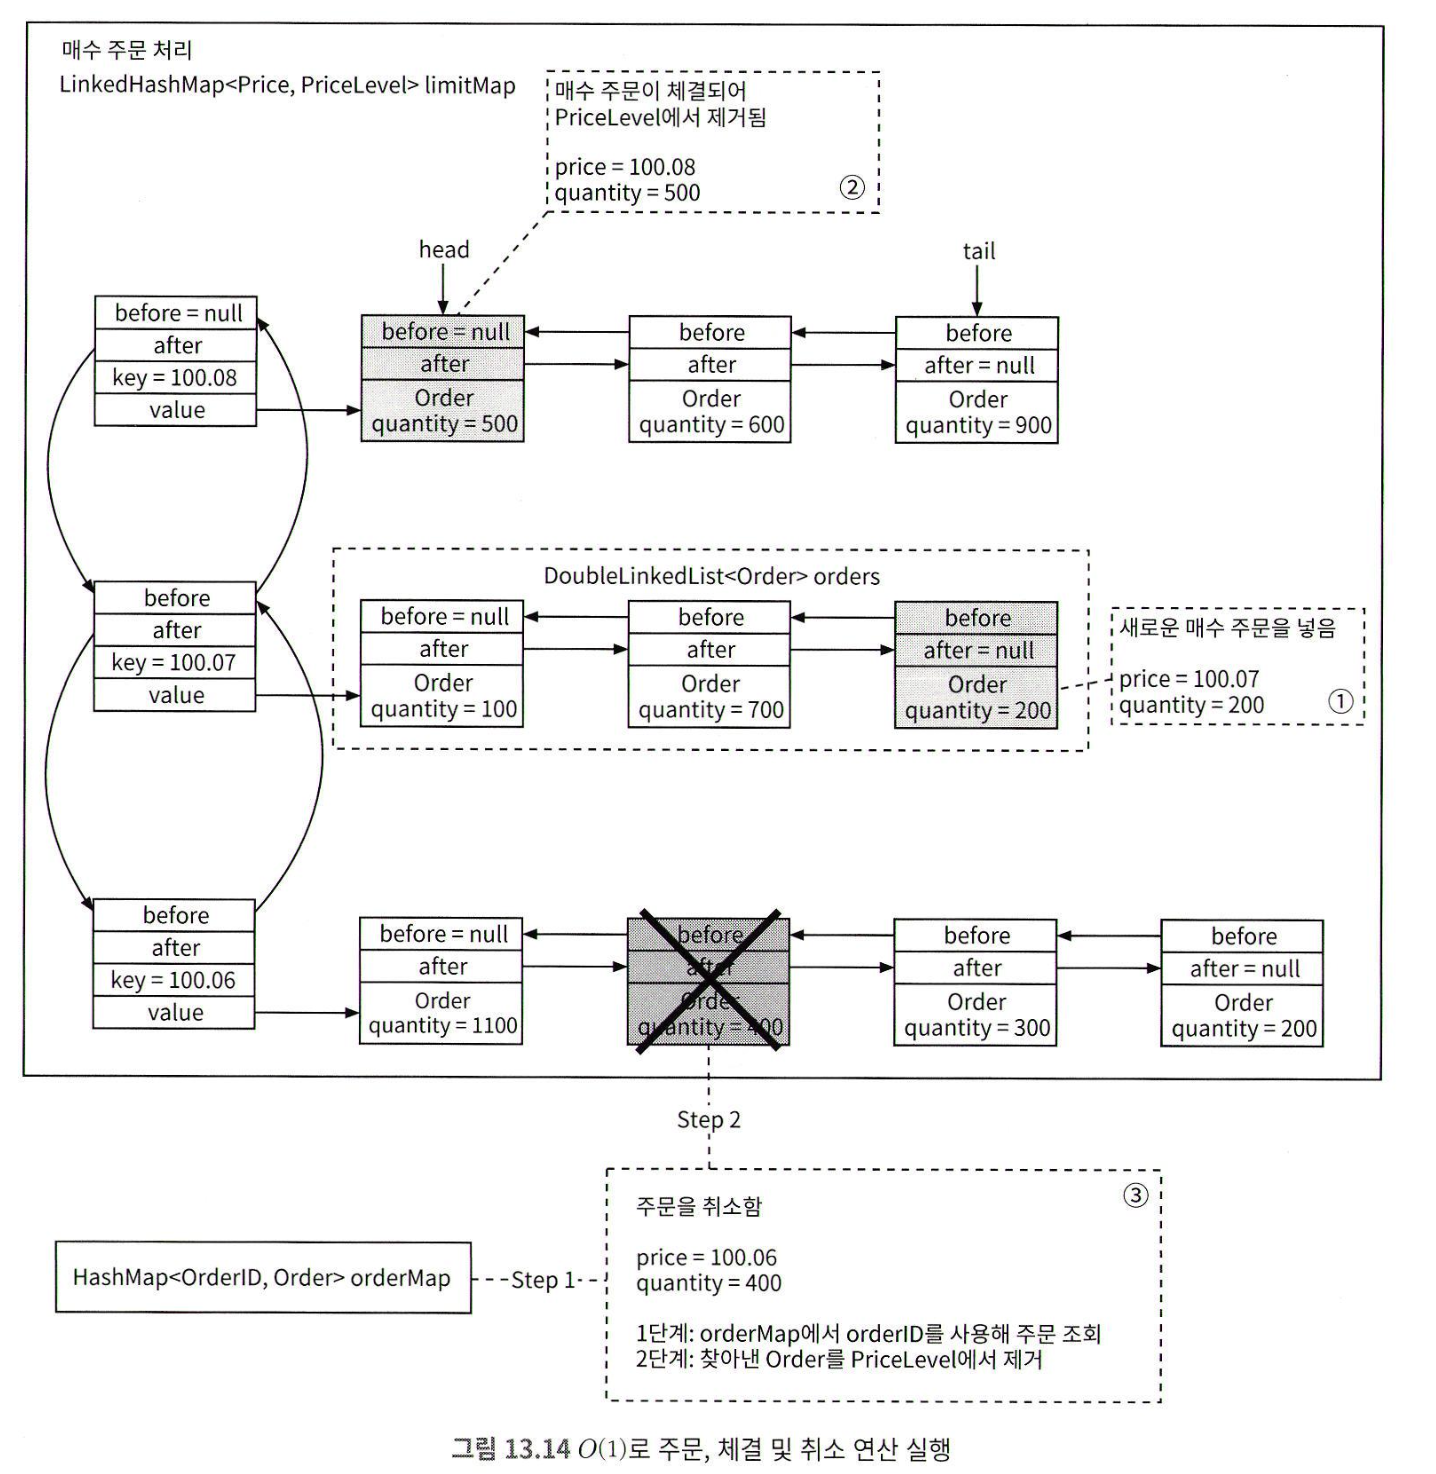 매수 주문 처리
LinkedHashMap<Price, PriceLevel> limitMap
매수 주문이 체결되어
PriceLevel에서 제거됨
price = 100.08
quantity = 500
②
head
tail
before = null
after
key = 100.08
value
before = null
after
Order
quantity = 500
before
after
Order
quantity = 600
before
after = null
Order
quantity = 900
DoubleLinkedList<Order> orders
before
after
key = 100.07
value
before = null
after
Order
quantity = 100
before
after
Order
quantity = 700
before
after = null
Order
quantity = 200
새로운 매수 주문을 넣음
price = 100.07
quantity = 200
①
before
after
key = 100.06
value
before = null
after
Order
quantity = 1100
before
after
Order
quantity = 400
before
after
Order
quantity = 300
before
after = null
Order
quantity = 200
Step 2
③
주문을 취소함
price = 100.06
quantity = 400
1단계: orderMap에서 orderID를 사용해 주문 조회
2단계: 찾아낸 Order를 PriceLevel에서 제거
HashMap<OrderID, Order> orderMap
Step 1
그림 13.14 O(1)로 주문, 체결 및 취소 연산 실행